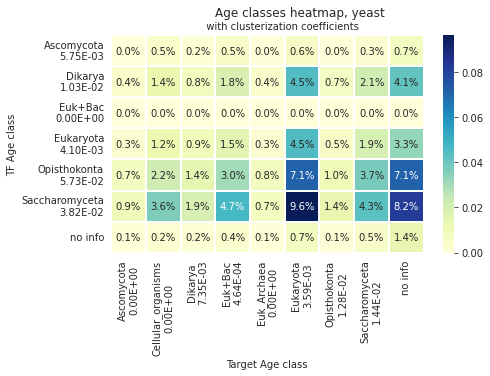 Age classes heatmap, yeast
with clusterization coefficients
TF Age class
Ascomycota
5.75E-03
0.0% 0.5% 0.2% 0.5% 0.0% 0.6% 0.0% 0.3% 0.7%
Dikarya
1.03E-02
0.4% 1.4% 0.8% 1.8% 0.4% 4.5% 0.7% 2.1% 4.1%
Euk+Bac
0.00E+00
0.0% 0.0% 0.0% 0.0% 0.0% 0.0% 0.0% 0.0% 0.0%
Eukaryota
4.10E-03
0.3% 1.2% 0.9% 1.5% 0.3% 4.5% 0.5% 1.9% 3.3%
Opisthokonta
5.73E-02
0.7% 2.2% 1.4% 3.0% 0.8% 7.1% 1.0% 3.7% 7.1%
Saccharomyceta
3.82E-02
0.9% 3.6% 1.9% 4.7% 0.7% 9.6% 1.4% 4.3% 8.2%
no info
0.1% 0.2% 0.2% 0.4% 0.1% 0.7% 0.1% 0.5% 1.4%
Ascomycota
0.00E+00
Cellular_organisms
0.00E+00
Dikarya
7.35E-03
Euk+Bac
4.64E-04
Euk_Archaea
0.00E+00
Eukaryota
3.59E-03
Opisthokonta
1.28E-02
Saccharomyceta
1.44E-02
no info
Target Age class
0.08
0.06
0.04
0.02
0.00